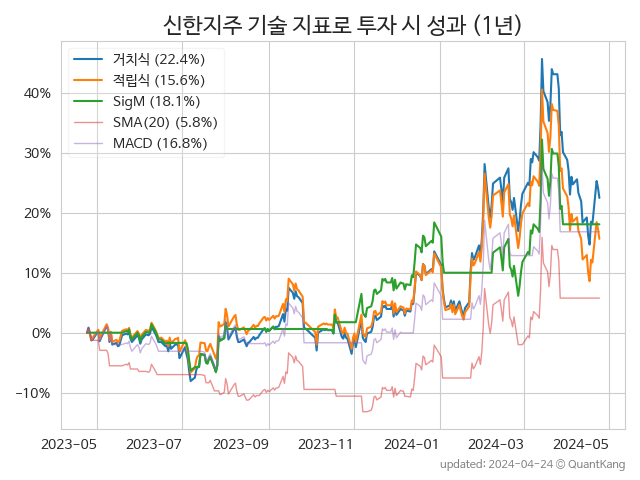 신한지주 기술 지표로 투자 시 성과 (1년)
거치식 (22.4%)
적립식 (15.6%)
SigM (18.1%)
SMA(20) (5.8%)
MACD (16.8%)
40%
30%
20%
10%
0%
−10%
2023-05 2023-07 2023-09 2023-11 2024-01 2024-03 2024-05
updated: 2024-04-24 © QuantKang